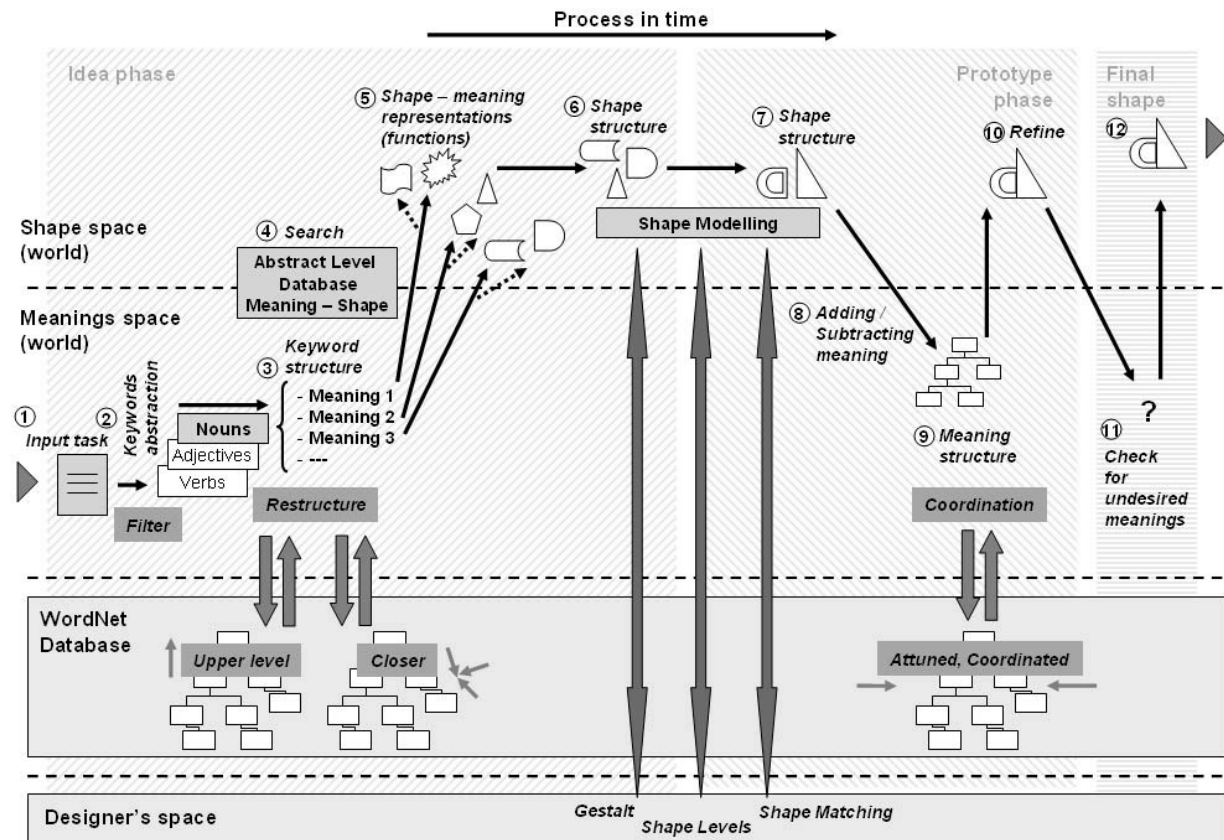 Process in time
Idea phase
Prototype
phase
Final
shape
5 Shape – meaning
representations
(functions)
6 Shape
structure
7 Shape
structure
10 Refine
12
Shape space
(world)
4 Search
Abstract Level
Database
Meaning – Shape
Shape Modelling
Meanings space
(world)
8 Adding /
Subtracting
meaning
3 Keyword
structure
- Meaning 1
- Meaning 2
- Meaning 3
- ---
1
Input task
2
Keywords
abstraction
Nouns
Adjectives
Verbs
Filter
Restructure
9 Meaning
structure
Coordination
?
11
Check
for
undesired
meanings
WordNet
Database
Upper level
Closer
Attuned, Coordinated
Designer's space
Gestalt
Shape Levels
Shape Matching